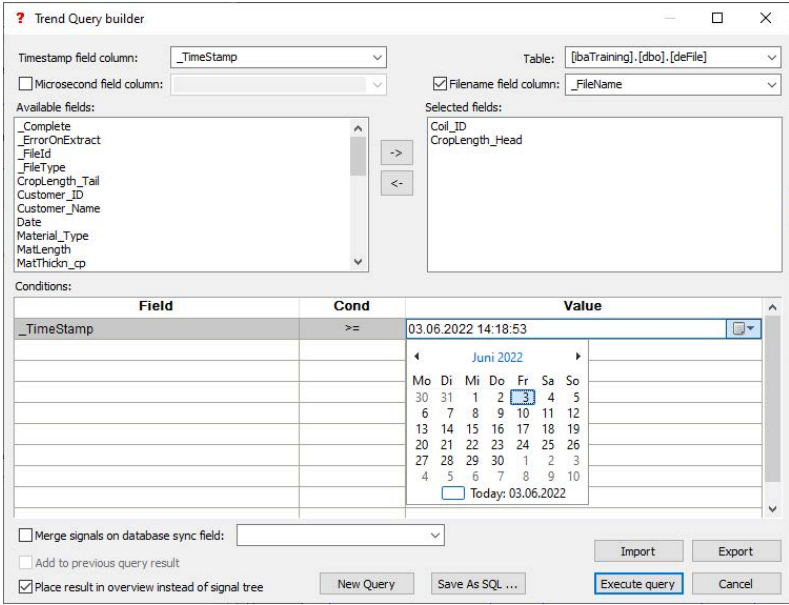 ? Trend Query builder
Timestamp field column: _TimeStamp Table: [ibaTraining].[dbo].[deFile]
Microsecond field column: Filename field column: _FileName
Available fields: Selected fields:
_Complete Coil_ID
_ErrorOnExtract CropLength_Head
_FileId
_FileType
CropLength_Tail
Customer_ID
Customer_Name
Date
Material_Type
MatLength
MatThickn_cp
->
<-
Conditions:
Field Cond Value
_TimeStamp >= 03.06.2022 14:18:53
Juni 2022
Mo Di Mi Do Fr Sa So
30 31 1 2 3 4 5
6 7 8 9 10 11 12
13 14 15 16 17 18 19
20 21 22 23 24 25 26
27 28 29 30 1 2 3
4 5 6 7 8 9 10
Today: 03.06.2022
Merge signals on database sync field:
Add to previous query result
Import Export
Place result in overview instead of signal tree New Query Save As SQL ... Execute query Cancel